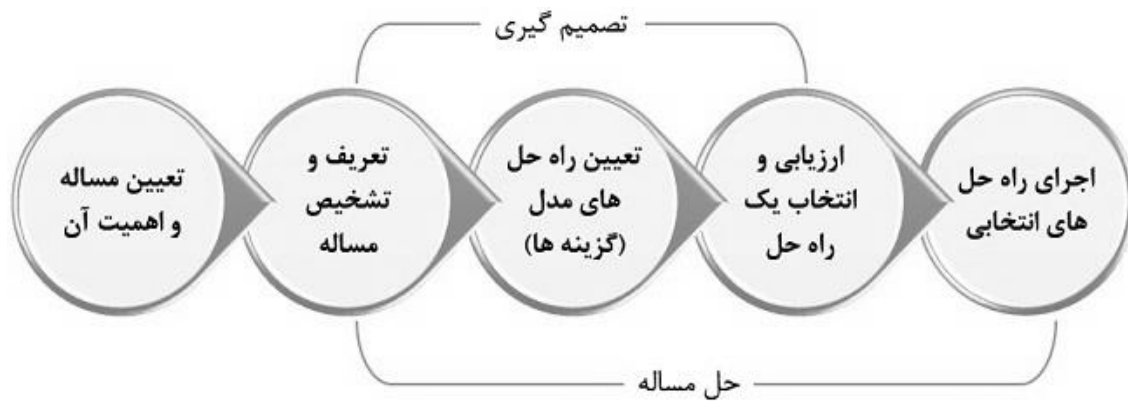 تصمیم گیری
تعیین مساله
و اهمیت آن
تعریف و
تشخیص
مساله
تعیین راه حل
های مدل
(گزینه ها)
ارزیابی و
انتخاب یک
راه حل
اجرای راه حل
های انتخابی
حل مساله